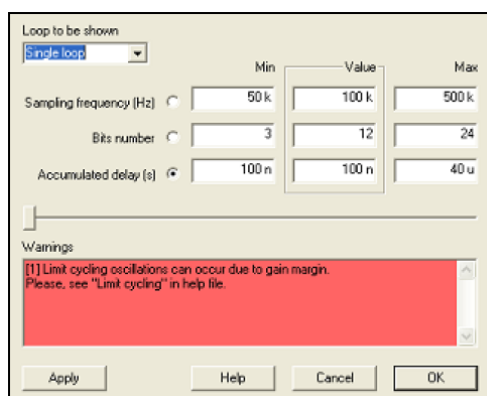 Loop to be shown
Single loop
Min Value Max
Sampling frequency (Hz) 50 k 100 k 500 k
Bits number 3 12 24
Accumulated delay (s) 100 n 100 n 40 u
Warnings
[1] Limit cycling oscillations can occur due to gain margin.
Please, see "Limit cycling" in help file.
Apply Help Cancel OK